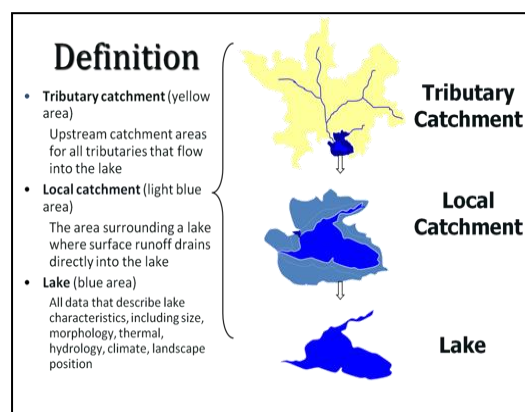 Definition
• Tributary catchment (yellow
area)
Upstream catchment areas
for all tributaries that flow
into the lake
• Local catchment (light blue
area)
The area surrounding a lake
where surface runoff drains
directly into the lake
• Lake (blue area)
All data that describe lake
characteristics, including size,
morphology, thermal,
hydrology, climate, landscape
position
Tributary
Catchment
Local
Catchment
Lake